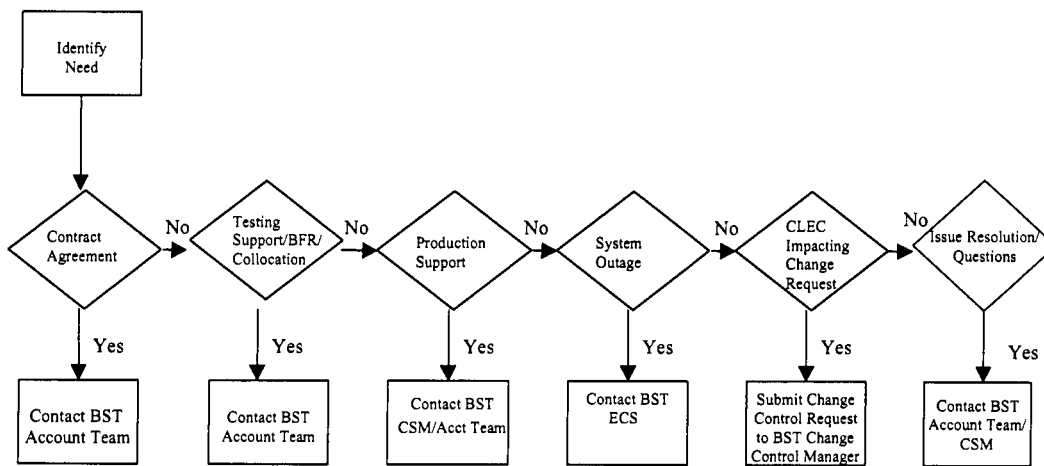 Identify
Need
Contract
Agreement
No
Testing
Support/BFR/
Collocation
No
Production
Support
No
System
Outage
No
CLEC
Impacting
Change
Request
No
Issue Resolution/
Questions
Yes
Yes
Yes
Yes
Yes
Yes
Contact BST
Account Team
Contact BST
Account Team
Contact BST
CSM/Acct Team
Contact BST
ECS
Submit Change
Control Request
to BST Change
Control Manager
Contact BST
Account Team/
CSM